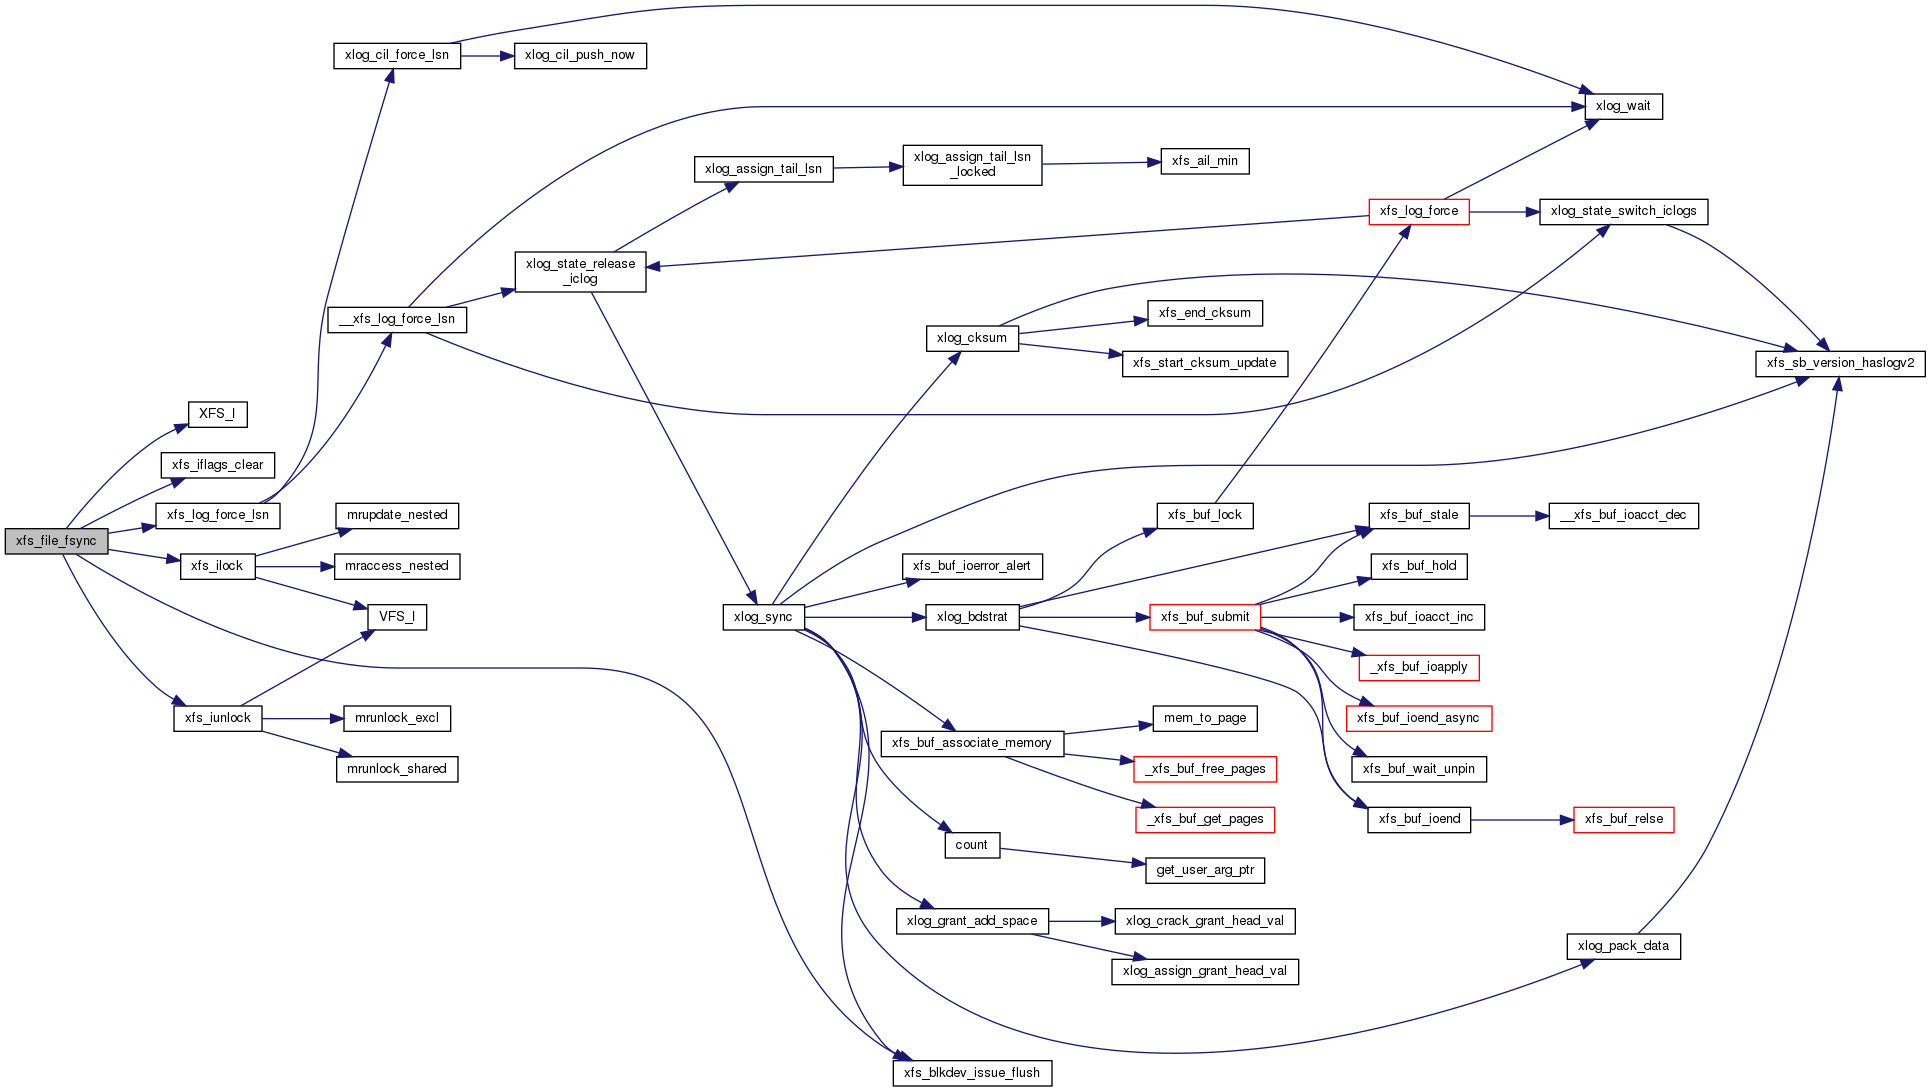 xlog_cil_force_lsn
xlog_cil_push_now
xlog_wait
xlog_assign_tail_lsn
xlog_assign_tail_lsn
_locked
xfs_ail_min
xfs_log_force
xlog_state_switch_iclogs
xlog_state_release
_iclog
__xfs_log_force_lsn
xlog_cksum
xfs_end_cksum
xfs_start_cksum_update
xfs_sb_version_haslogv2
XFS_I
xfs_iflags_clear
xfs_log_force_lsn
mrupdate_nested
xfs_buf_lock
xfs_buf_stale
__xfs_buf_ioacct_dec
xfs_file_fsync
xfs_ilock
mraccess_nested
xfs_buf_ioerror_alert
xfs_buf_hold
VFS_I
xlog_sync
xlog_bdstrat
xfs_buf_submit
xfs_buf_ioacct_inc
_xfs_buf_ioapply
xfs_iunlock
mrunlock_excl
mem_to_page
xfs_buf_ioend_async
xfs_buf_associate_memory
mrunlock_shared
_xfs_buf_free_pages
xfs_buf_wait_unpin
_xfs_buf_get_pages
xfs_buf_ioend
xfs_buf_relse
count
get_user_arg_ptr
xlog_grant_add_space
xlog_crack_grant_head_val
xlog_pack_data
xlog_assign_grant_head_val
xfs_blkdev_issue_flush